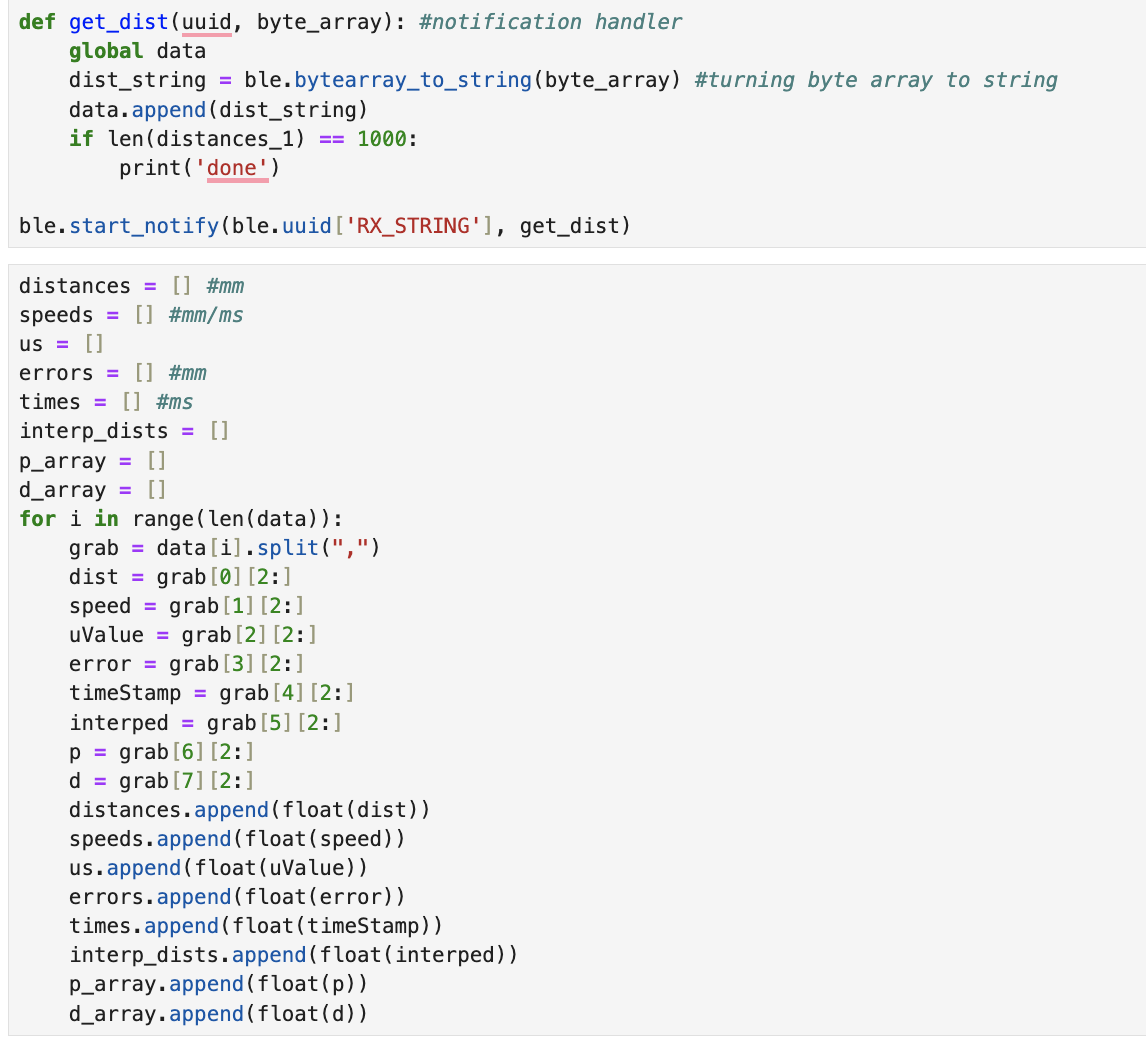 def get_dist(uuid, byte_array): #notification handler
    global data
    dist_string = ble.bytearray_to_string(byte_array) #turning byte array to string
    data.append(dist_string)
    if len(distances_1) == 1000:
        print('done')
ble.start_notify(ble.uuid['RX_STRING'], get_dist)
distances = [] #mm
speeds = [] #mm/ms
us = []
errors = [] #mm
times = [] #ms
interp_dists = []
p_array = []
d_array = []
for i in range(len(data)):
    grab = data[i].split(",")
    dist = grab[0][2:]
    speed = grab[1][2:]
    uValue = grab[2][2:]
    error = grab[3][2:]
    timeStamp = grab[4][2:]
    interped = grab[5][2:]
    p = grab[6][2:]
    d = grab[7][2:]
    distances.append(float(dist))
    speeds.append(float(speed))
    us.append(float(uValue))
    errors.append(float(error))
    times.append(float(timeStamp))
    interp_dists.append(float(interped))
    p_array.append(float(p))
    d_array.append(float(d))